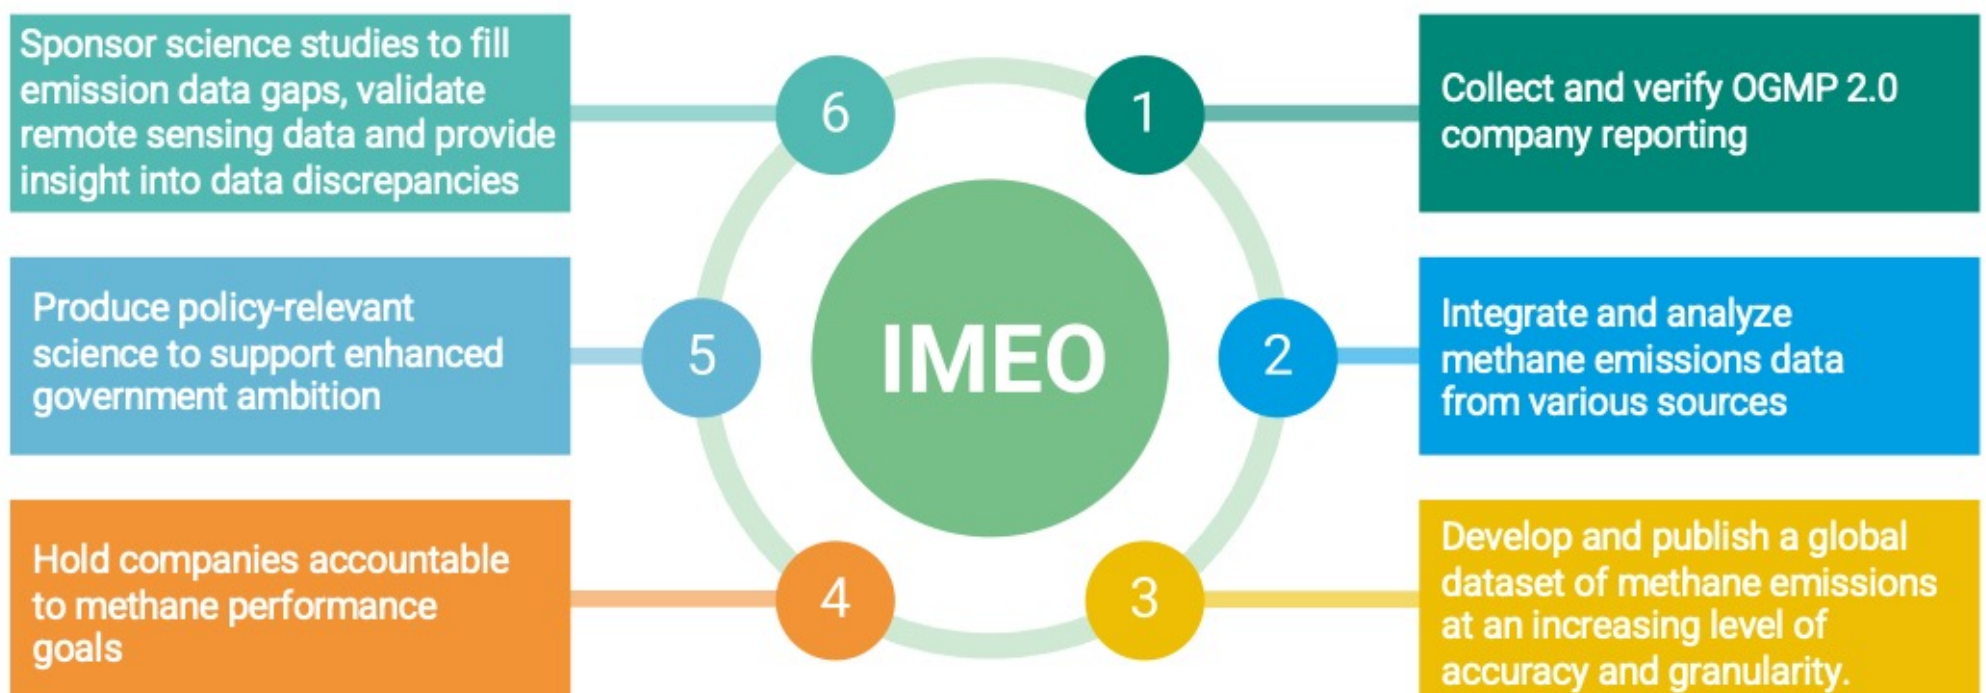 IMEO
1
Collect and verify OGMP 2.0
company reporting
2
Integrate and analyze
methane emissions data
from various sources
3
Develop and publish a global
dataset of methane emissions
at an increasing level of
accuracy and granularity.
4
Hold companies accountable
to methane performance
goals
5
Produce policy-relevant
science to support enhanced
government ambition
6
Sponsor science studies to fill
emission data gaps, validate
remote sensing data and provide
insight into data discrepancies